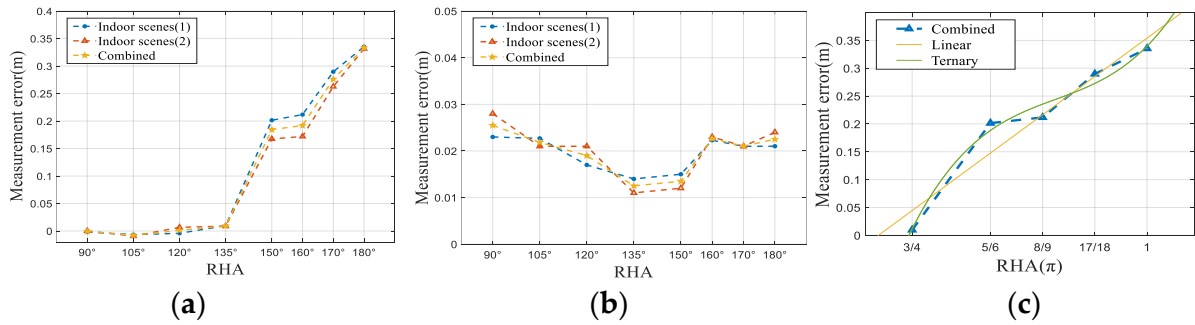 0.4
0.35
0.3
0.25
0.2
0.15
0.1
0.05
0
Measurement error(m)
Indoor scenes(1)
Indoor scenes(2)
Combined
90° 105° 120° 135° 150° 160° 170° 180°
RHA
(a)
0.05
0.04
0.03
0.02
0.01
0
Measurement error(m)
Indoor scenes(1)
Indoor scenes(2)
Combined
90° 105° 120° 135° 150° 160° 170° 180°
RHA
(b)
0.35
0.3
0.25
0.2
0.15
0.1
0.05
0
Measurement error(m)
Combined
Linear
Ternary
3/4 5/6 8/9 17/18 1
RHA(π)
(c)